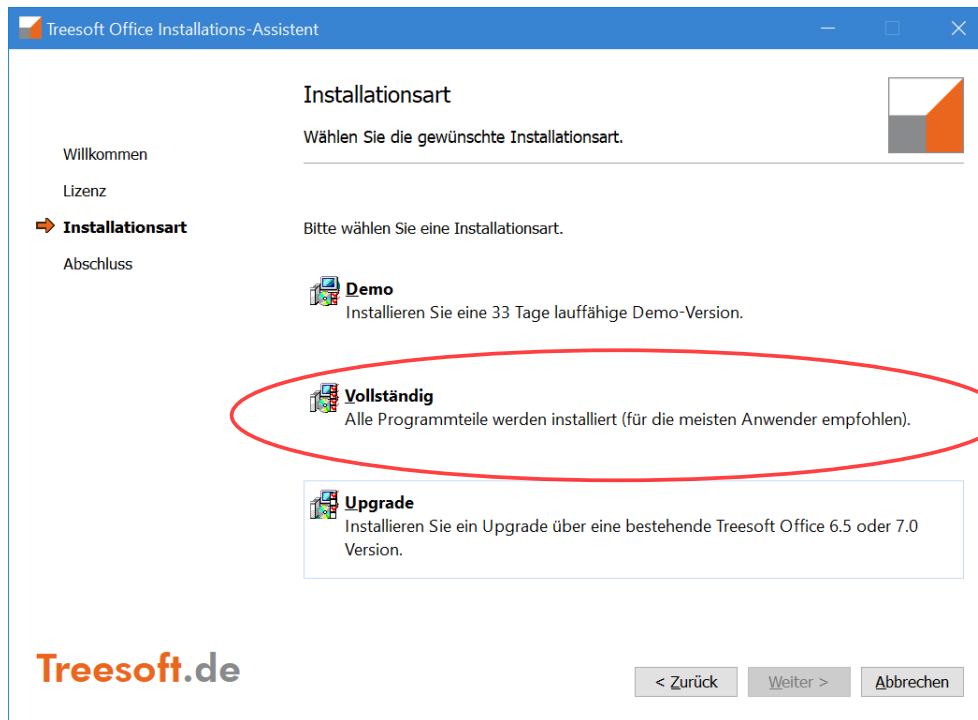 Treesoft Office Installations-Assistent
Installationsart
Wählen Sie die gewünschte Installationsart.
Willkommen
Lizenz
Installationsart
Abschluss
Bitte wählen Sie eine Installationsart.
Demo
Installieren Sie eine 33 Tage lauffähige Demo-Version.
Vollständig
Alle Programmteile werden installiert (für die meisten Anwender empfohlen).
Upgrade
Installieren Sie ein Upgrade über eine bestehende Treesoft Office 6.5 oder 7.0
Version.
Treesoft.de
< Zurück
Weiter >
Abbrechen